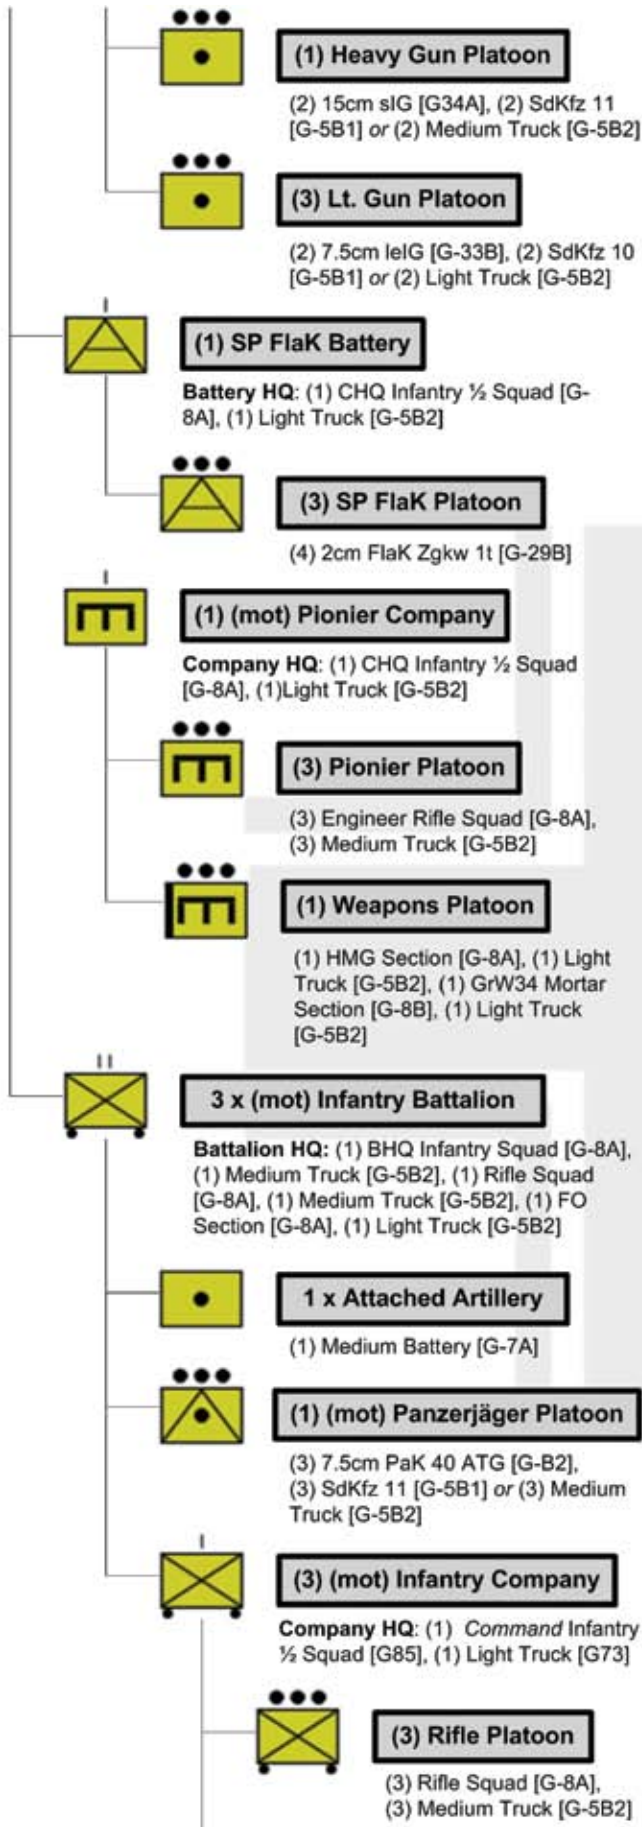 (1) Heavy Gun Platoon
(2) 15cm sIG [G34A], (2) SdKfz 11
[G-5B1] or (2) Medium Truck [G-5B2]
(3) Lt. Gun Platoon
(2) 7.5cm leIG [G-33B], (2) SdKfz 10
[G-5B1] or (2) Light Truck [G-5B2]
(1) SP FlaK Battery
Battery HQ: (1) CHQ Infantry ½ Squad [G-
8A], (1) Light Truck [G-5B2]
(3) SP FlaK Platoon
(4) 2cm FlaK Zgkw 1t [G-29B]
(1) (mot) Pionier Company
Company HQ: (1) CHQ Infantry ½ Squad
[G-8A], (1)Light Truck [G-5B2]
(3) Pionier Platoon
(3) Engineer Rifle Squad [G-8A],
(3) Medium Truck [G-5B2]
(1) Weapons Platoon
(1) HMG Section [G-8A], (1) Light
Truck [G-5B2], (1) GrW34 Mortar
Section [G-8B], (1) Light Truck
[G-5B2]
3 x (mot) Infantry Battalion
Battalion HQ: (1) BHQ Infantry Squad [G-8A],
(1) Medium Truck [G-5B2], (1) Rifle Squad
[G-8A], (1) Medium Truck [G-5B2], (1) FO
Section [G-8A], (1) Light Truck [G-5B2]
1 x Attached Artillery
(1) Medium Battery [G-7A]
(1) (mot) Panzerjäger Platoon
(3) 7.5cm PaK 40 ATG [G-B2],
(3) SdKfz 11 [G-5B1] or (3) Medium
Truck [G-5B2]
(3) (mot) Infantry Company
Company HQ: (1) Command Infantry
½ Squad [G85], (1) Light Truck [G73]
(3) Rifle Platoon
(3) Rifle Squad [G-8A],
(3) Medium Truck [G-5B2]